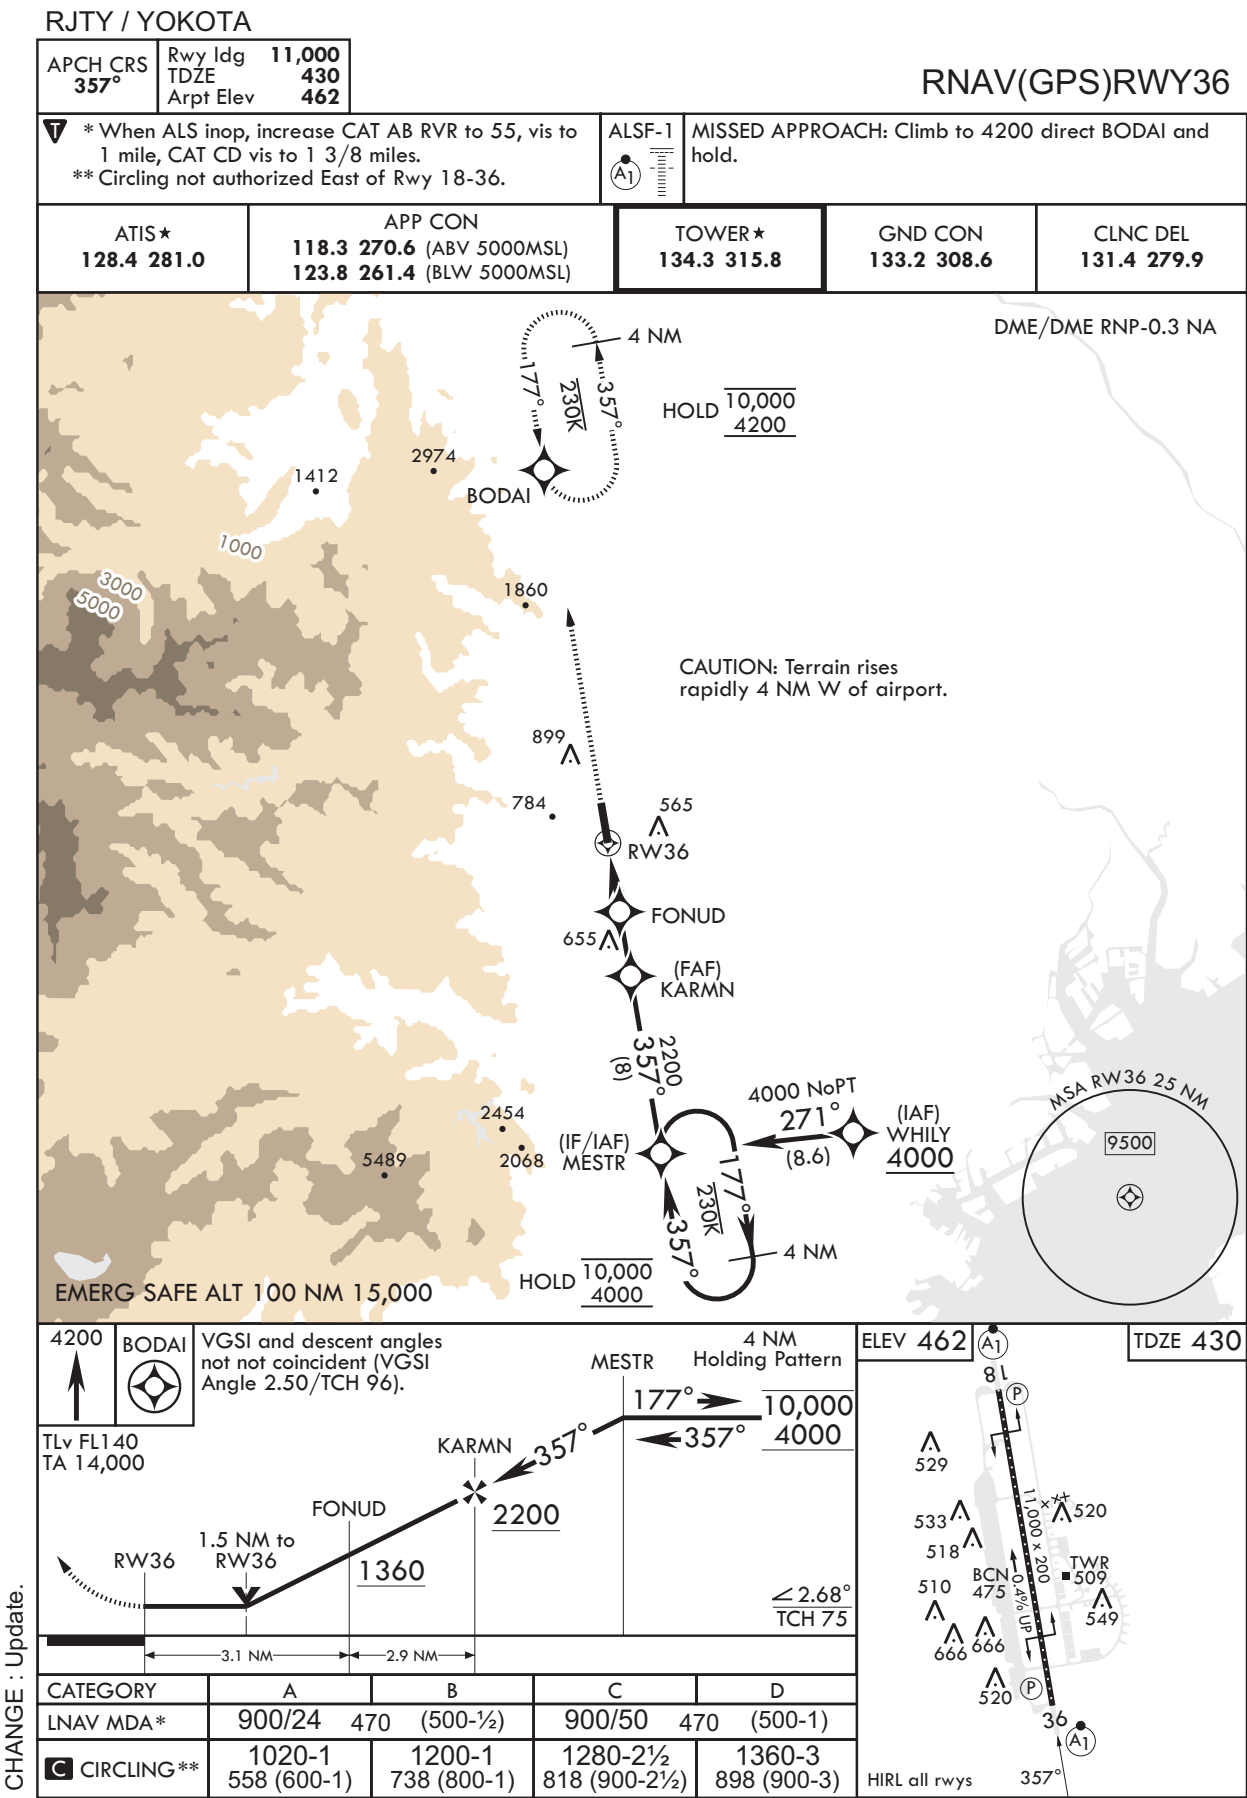 RJTY / YOKOTA
APCH CRS
357°
Rwy ldg 11,000
TDZE 430
Arpt Elev 462
RNAV(GPS)RWY36
T
* When ALS inop, increase CAT AB RVR to 55, vis to
1 mile, CAT CD vis to 1 3/8 miles.
** Circling not authorized East of Rwy 18-36.
ALSF-1
A1
MISSED APPROACH: Climb to 4200 direct BODAI and
hold.
ATIS★
128.4 281.0
APP CON
118.3 270.6 (ABV 5000MSL)
123.8 261.4 (BLW 5000MSL)
TOWER★
134.3 315.8
GND CON
133.2 308.6
CLNC DEL
131.4 279.9
DME/DME RNP-0.3 NA
4 NM
177°
230K
357°
HOLD 10,000
4200
2974
1412
BODAI
1000
3000
5000
1860
CAUTION: Terrain rises
rapidly 4 NM W of airport.
899
784
565
RW36
FONUD
655
(FAF)
KARMN
2200
357°
(8)
MSA RW36 25 NM
9500
4000 NoPT
271°
(8.6)
(IAF)
WHILY
4000
2454
2068
5489
(IF/IAF)
MESTR
177°
230K
357°
4 NM
HOLD 10,000
4000
EMERG SAFE ALT 100 NM 15,000
4200
BODAI
VGSI and descent angles
not not coincident (VGSI
Angle 2.50/TCH 96).
TLv FL140
TA 14,000
MESTR
4 NM
Holding Pattern
177°
10,000
357°
4000
KARMN
357°
2200
FONUD
1360
1.5 NM to
RW36
RW36
2.68°
TCH 75
3.1 NM
2.9 NM
ELEV 462
A1
TDZE 430
18
P
529
11,000 x 200
520
533
518
BCN
475
TWR
509
0.4% UP
510
549
666
666
520
P
36
A1
HIRL all rwys
357°
CATEGORY A B C D
LNAV MDA* 900/24 470 (500-½) 900/50 470 (500-1)
C CIRCLING** 1020-1 1200-1 1280-2½ 1360-3
558 (600-1) 738 (800-1) 818 (900-2½) 898 (900-3)
CHANGE : Update.